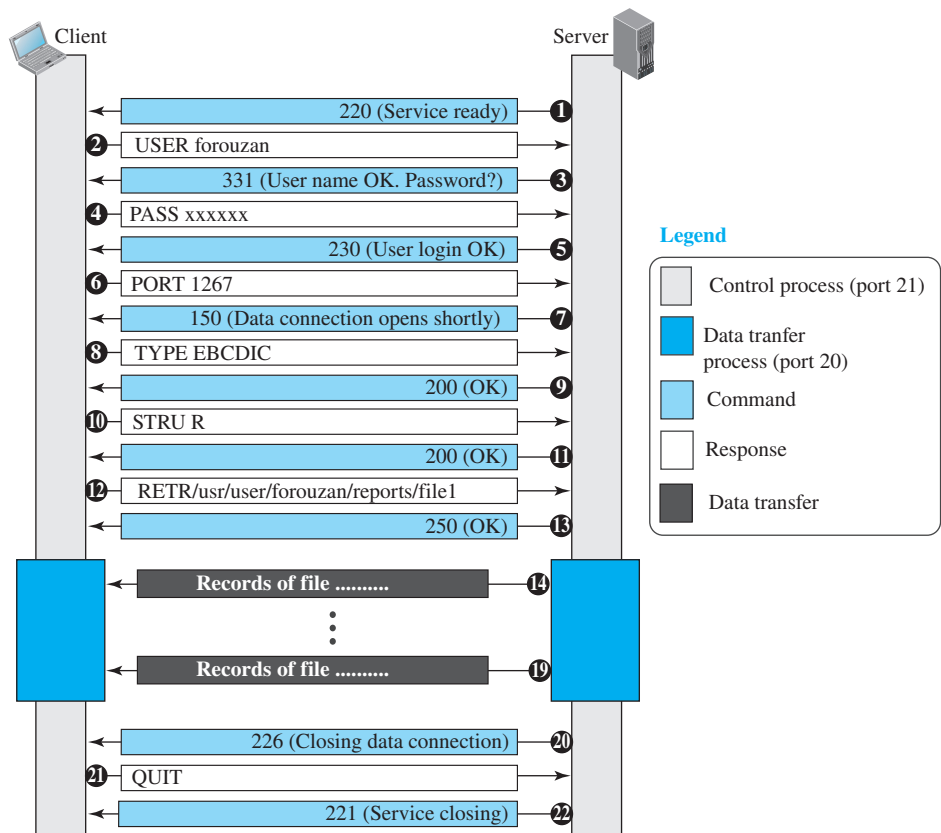 Client
Server
220 (Service ready)
1
2
USER forouzan
331 (User name OK. Password?)
3
4
PASS xxxxxx
230 (User login OK)
5
6
PORT 1267
150 (Data connection opens shortly)
7
8
TYPE EBCDIC
200 (OK)
9
10
STRU R
200 (OK)
11
12
RETR/usr/user/forouzan/reports/file1
250 (OK)
13
Records of file ..........
14
Records of file ..........
19
226 (Closing data connection)
20
21
QUIT
221 (Service closing)
22
Legend
Control process (port 21)
Data tranfer
process (port 20)
Command
Response
Data transfer